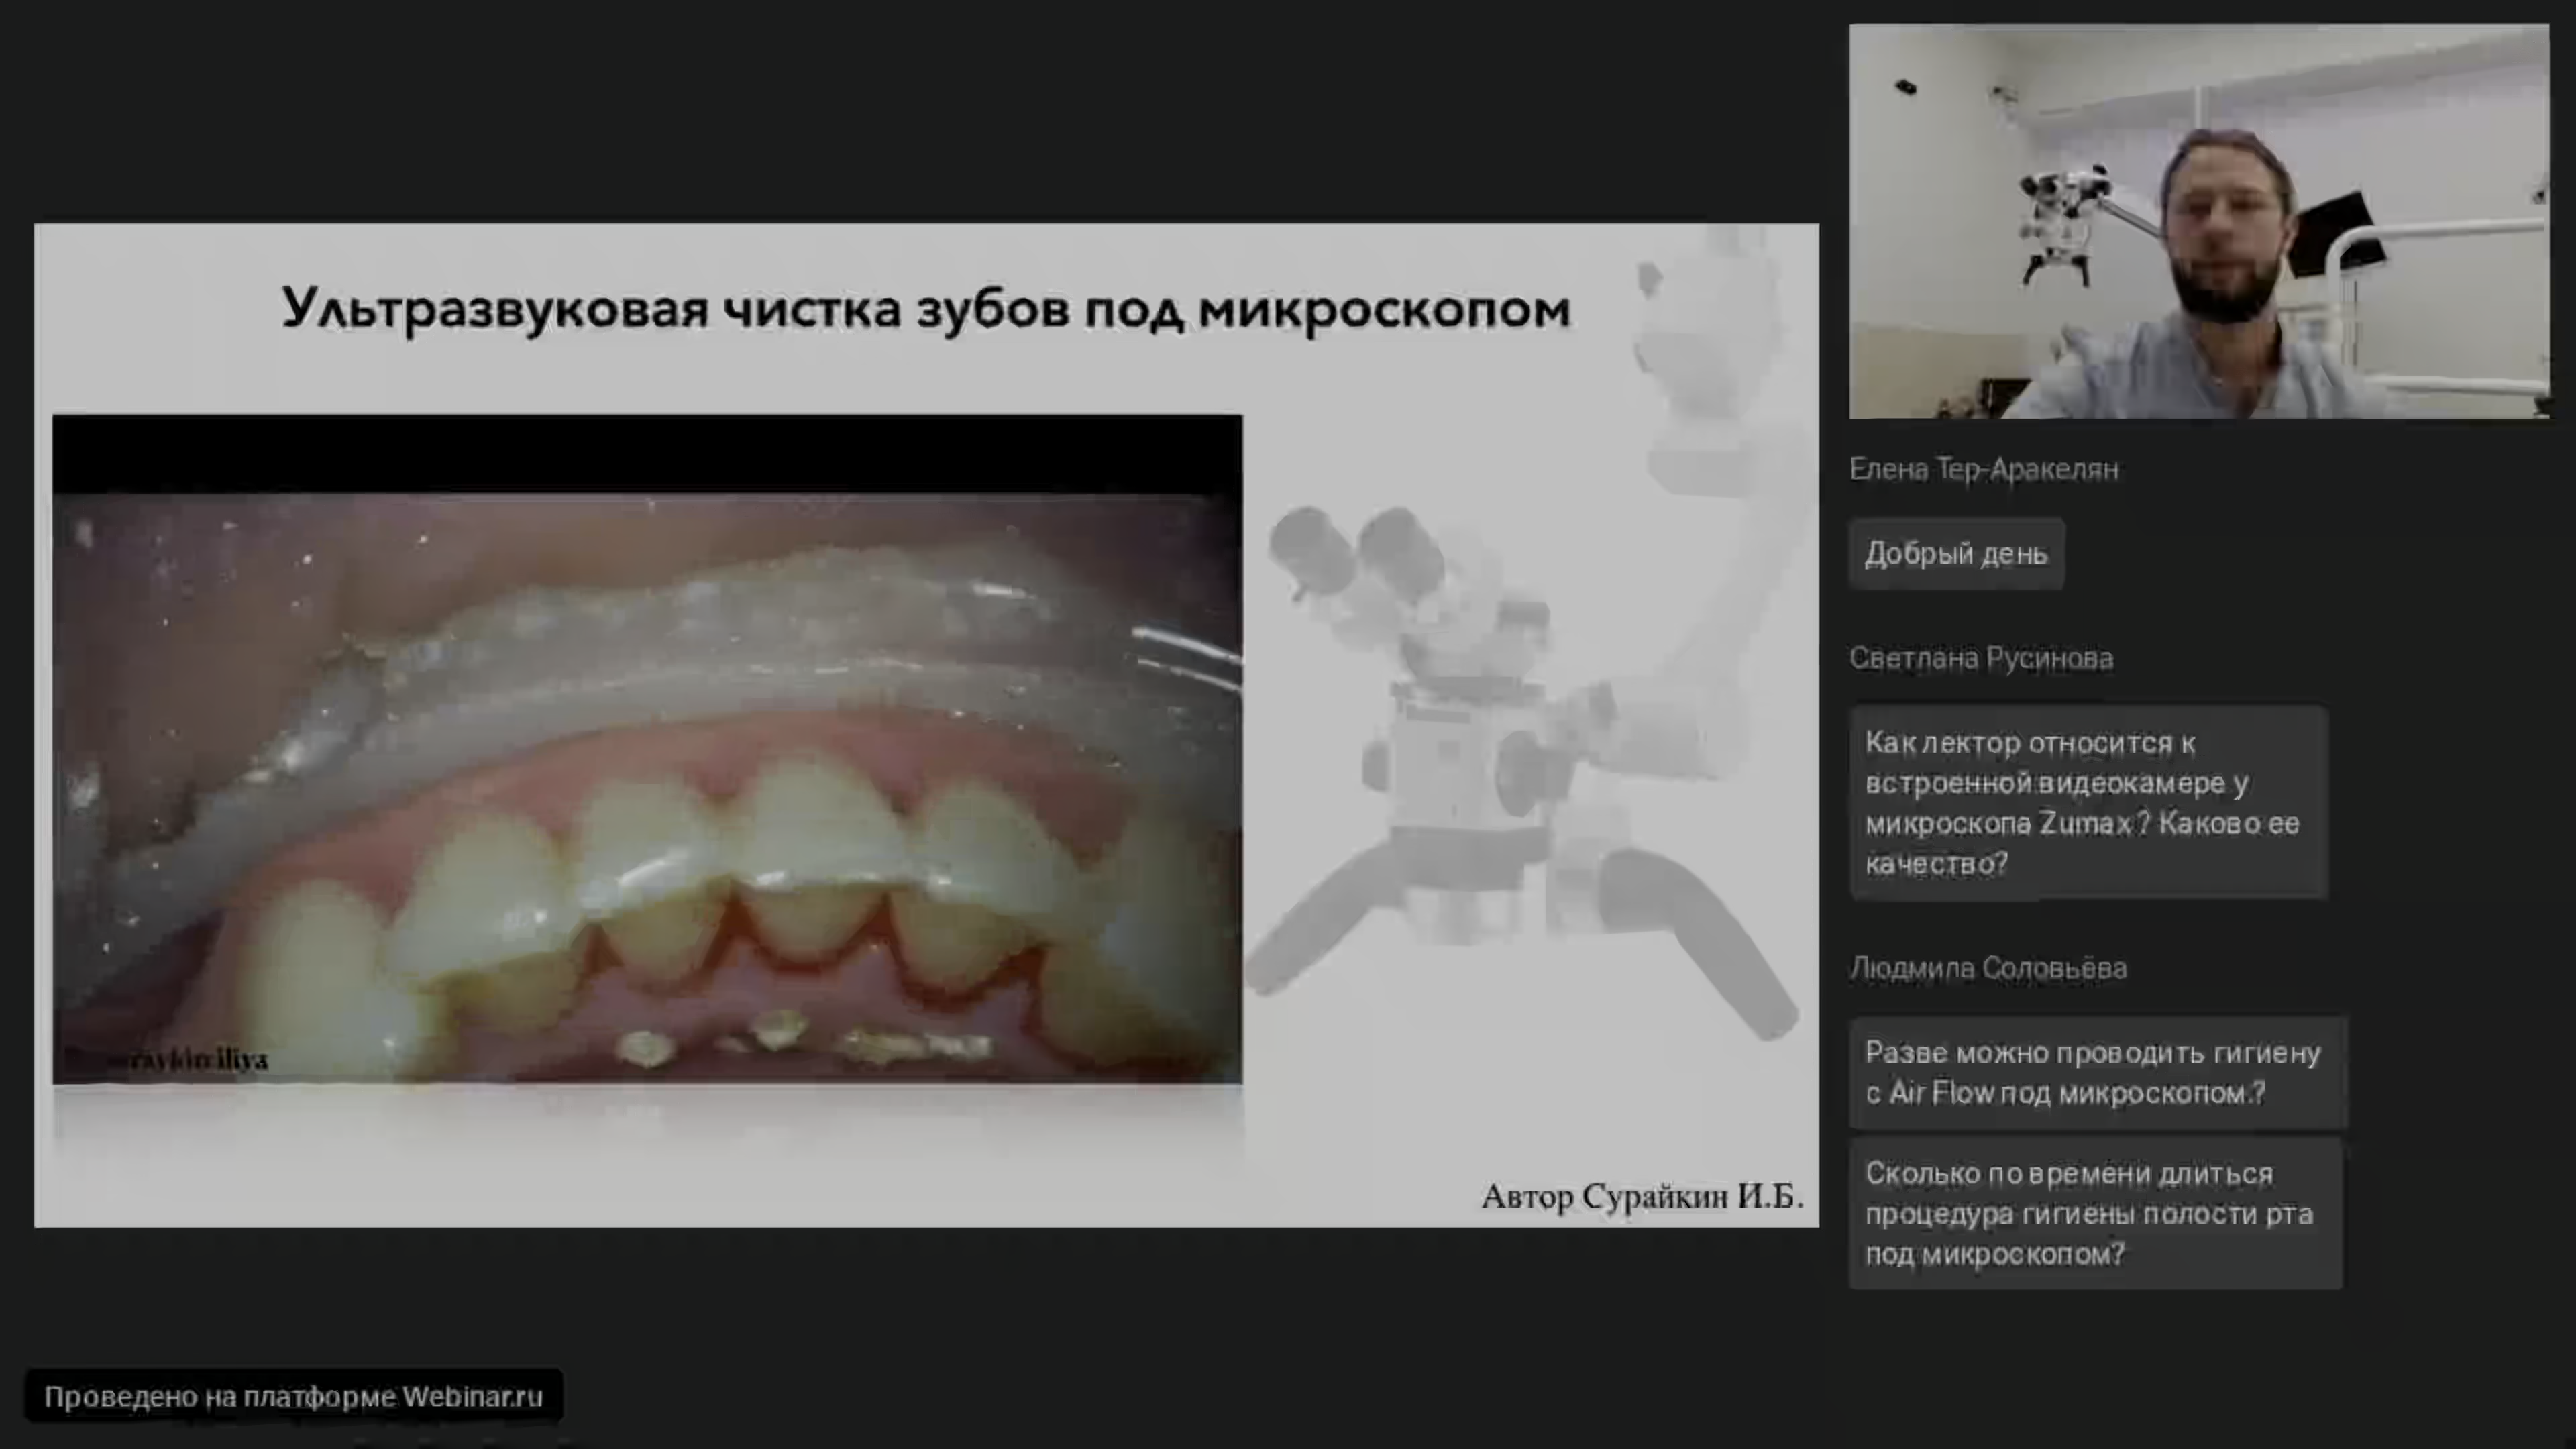 Ультразвуковая чистка зубов под микроскопом
Автор Сурайкин И.Б.
Елена Тер-Аракелян
Добрый день
Светлана Русинова
Как лектор относится к
встроенной видеокамере у
микроскопа Zumax ? Каково ее
качество?
Людмила Соловьёва
Разве можно проводить гигиену
с Air Flow под микроскопом.?
Сколько по времени длиться
процедура гигиены полости рта
под микроскопом?
Проведено на платформе Webinar.ru